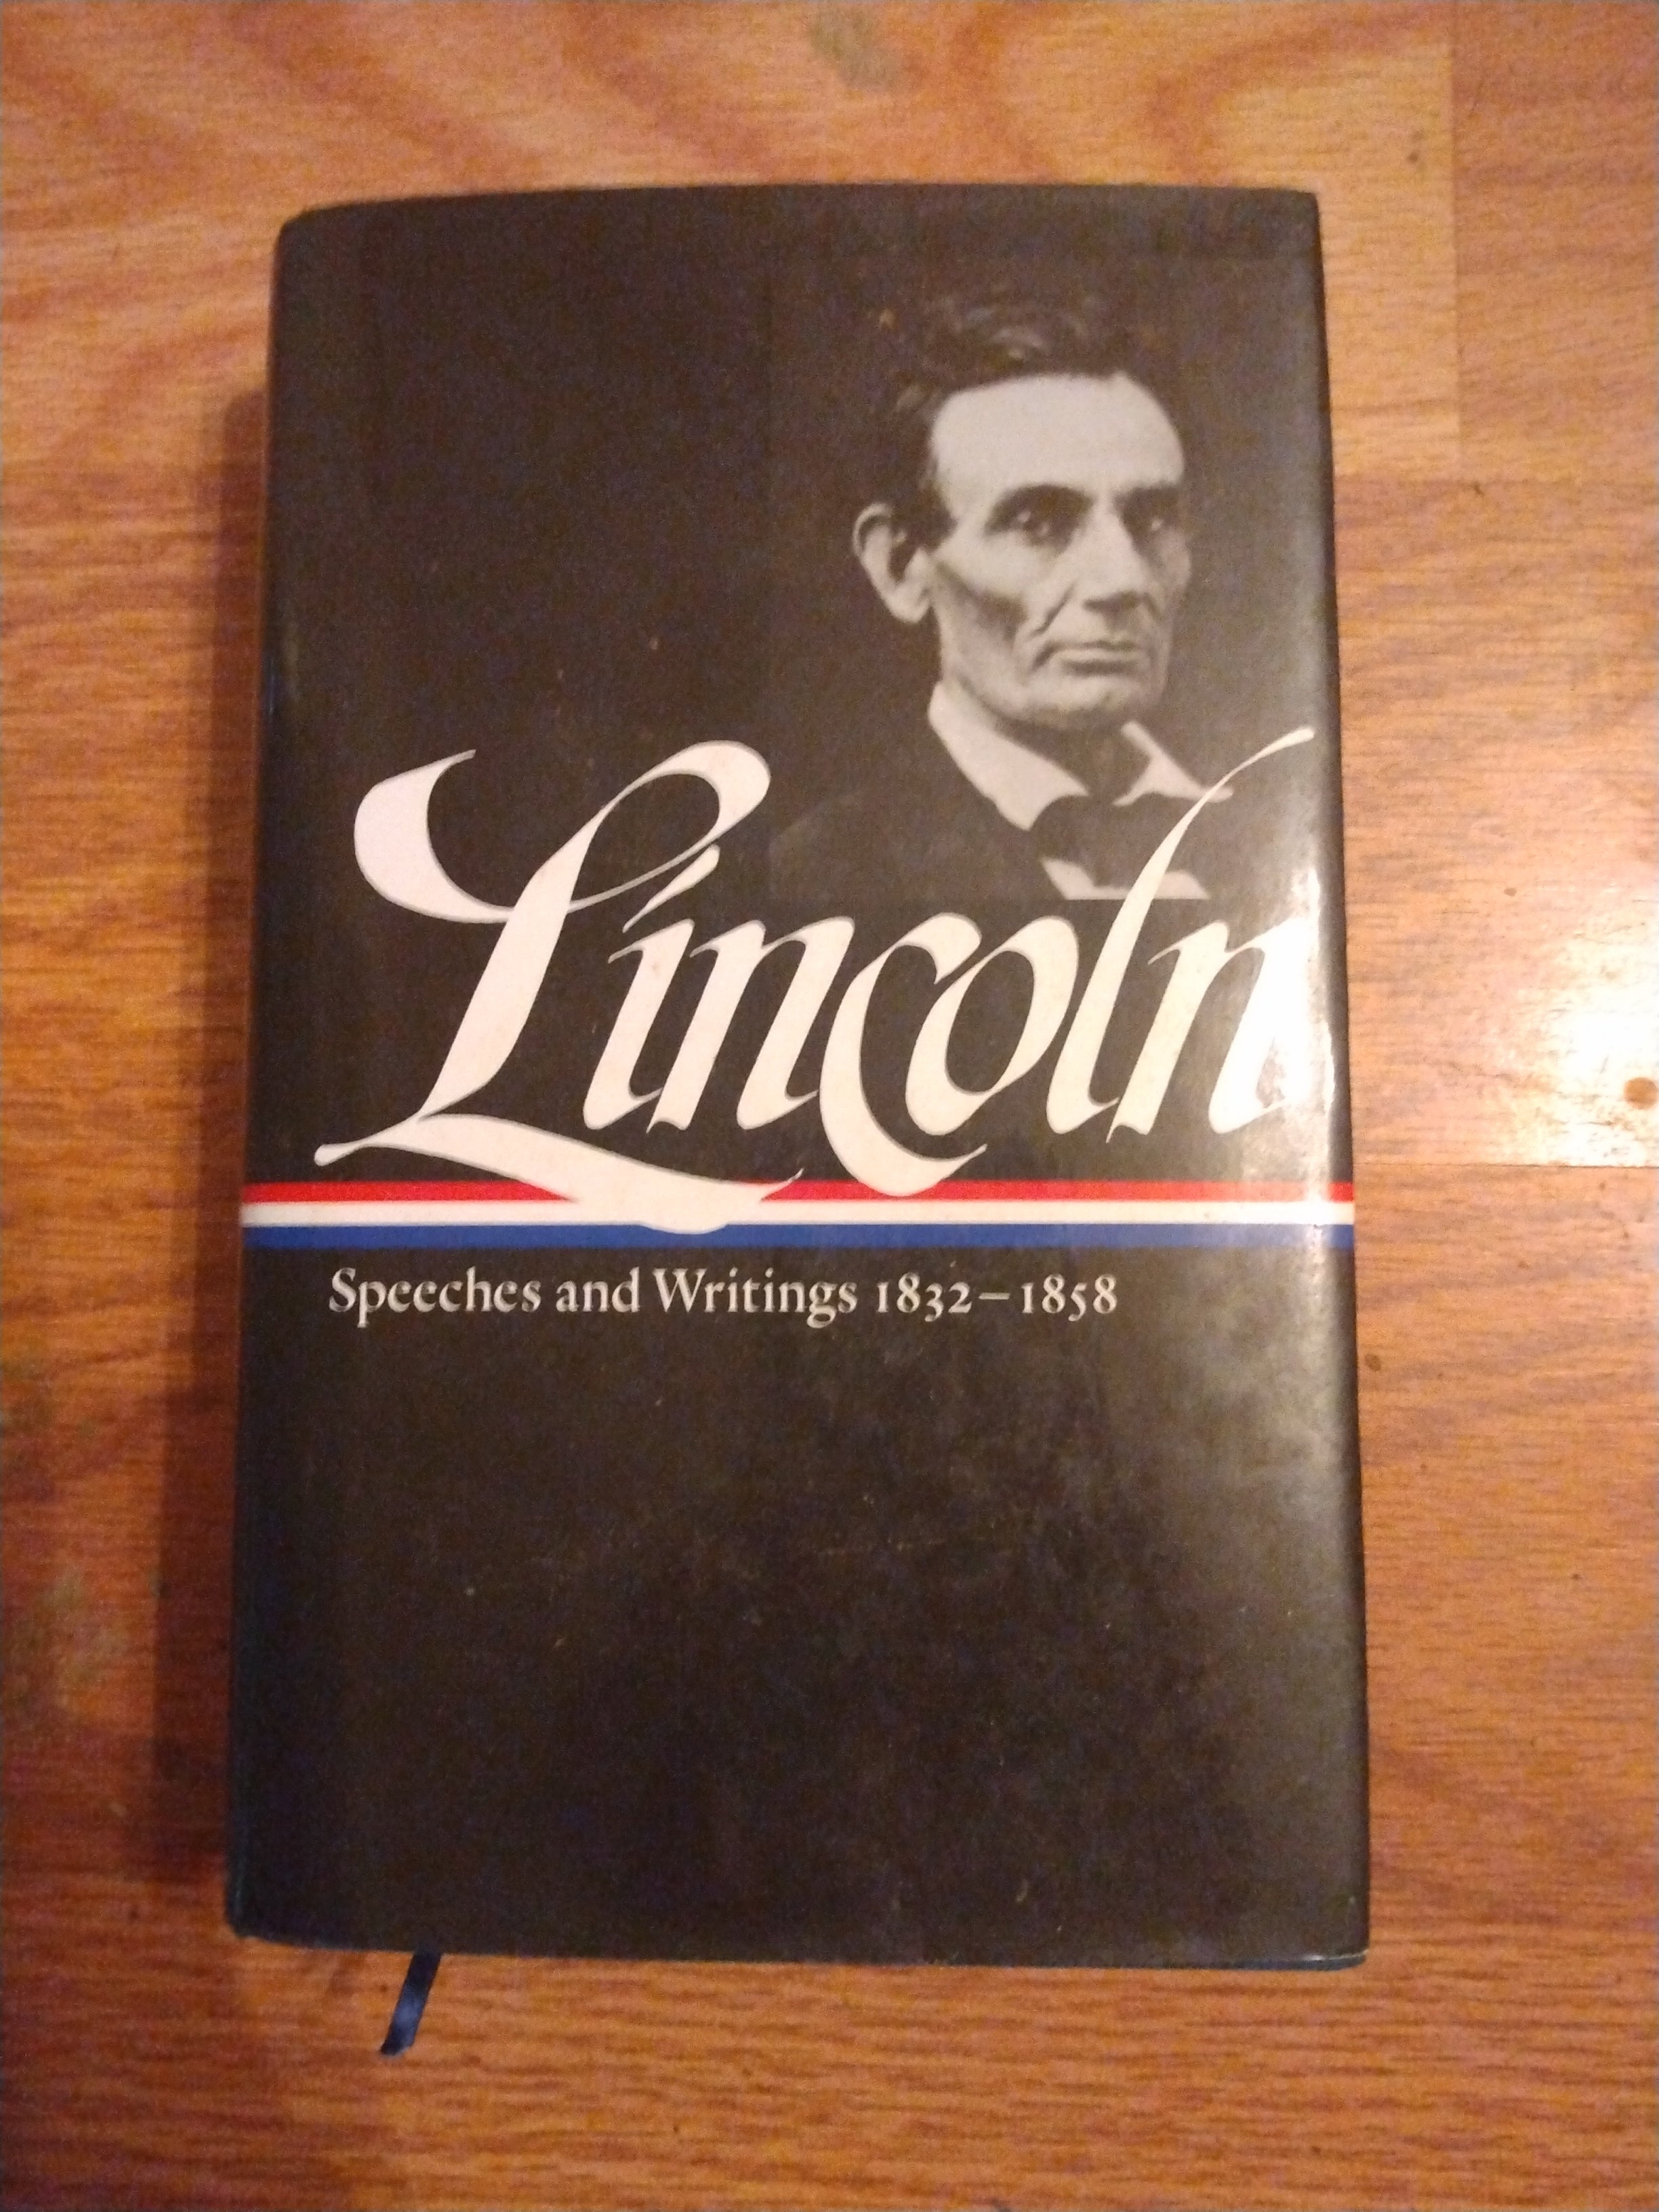 Lincoln
Speeches and Writings 1832–1858